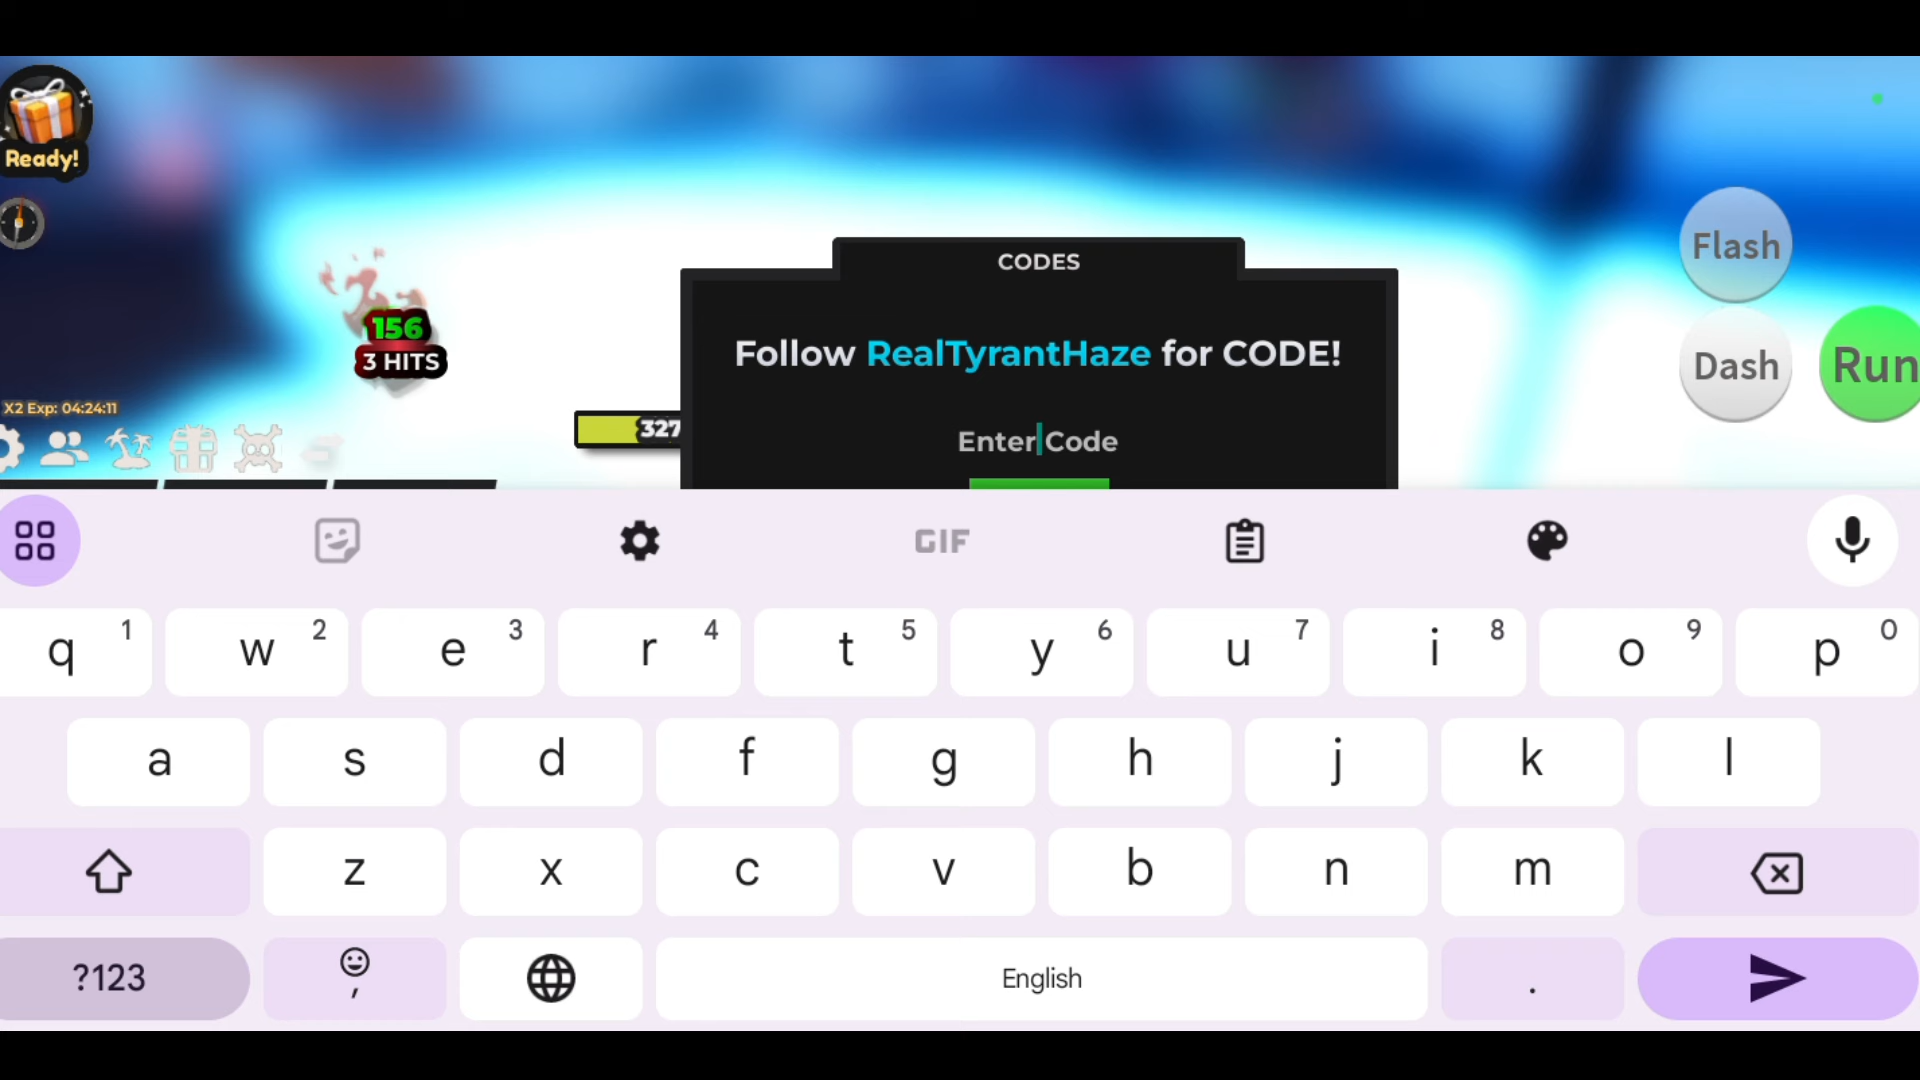 Ready!
156
3 HITS
X2 Exp: 04:24:11
327
CODES
Follow RealTyrantHaze for CODE!
Enter Code
Flash
Dash
Run
GIF
q 1 w 2 e 3 r 4 t 5 y 6 u 7 i 8 o 9 p 0
a s d f g h j k l
z x c v b n m
?123 , English .